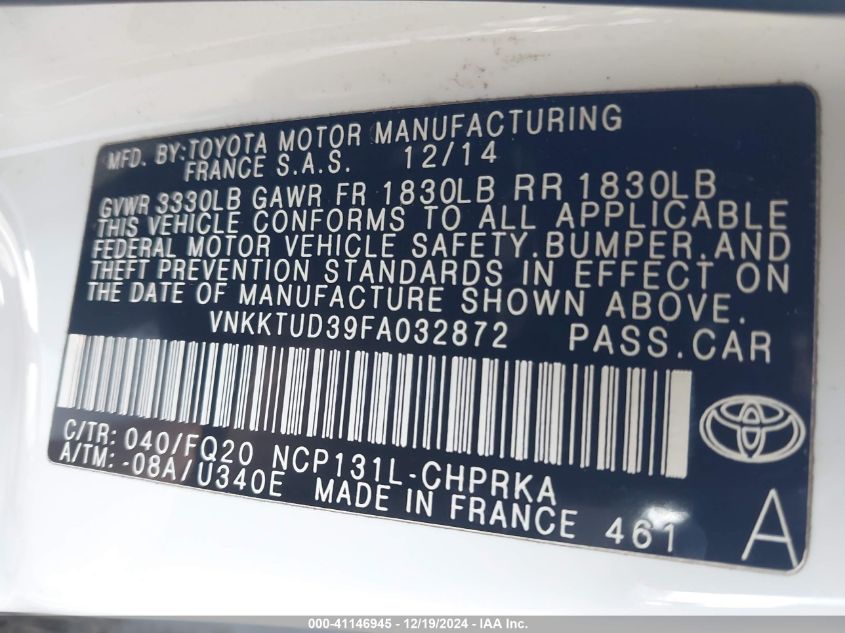 MFD. BY:TOYOTA MOTOR MANUFACTURING
FRANCE S.A.S. 12/14
GVWR 3330LB GAWR FR 1830LB RR 1830LB
THIS VEHICLE CONFORMS TO ALL APPLICABLE
FEDERAL MOTOR VEHICLE SAFETY.BUMPER.AND
THEFT PREVENTION STANDARDS IN EFFECT ON
THE DATE OF MANUFACTURE SHOWN ABOVE.
VNKKTUD39FA032872 PASS.CAR
C/TR: 040/FQ20 NCP131L-CHPRKA
A/TM: -08A/U340E MADE IN FRANCE 461
A
000-41146945 - 12/19/2024 - IAA Inc.